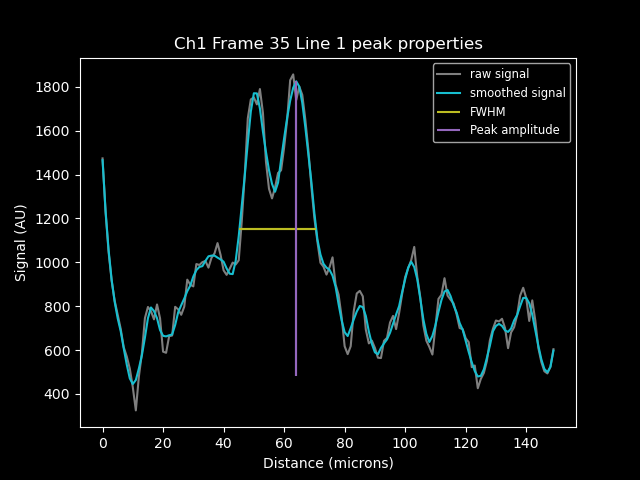 Ch1 Frame 35 Line 1 peak properties
raw signal
smoothed signal
FWHM
Peak amplitude
Signal (AU)
1800
1600
1400
1200
1000
800
600
400
0 20 40 60 80 100 120 140
Distance (microns)